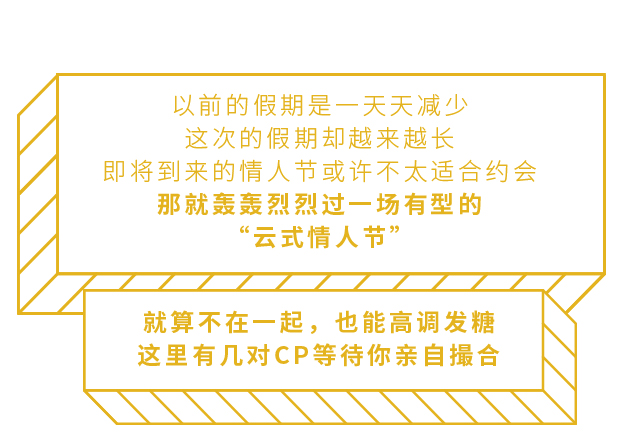 以前的假期是一天天减少
这次的假期却越来越长
即将到来的情人节或许不太适合约会
那就轰轰烈烈过一场有型的
“云式情人节”
就算不在一起，也能高调发糖
这里有几对CP等待你亲自撮合